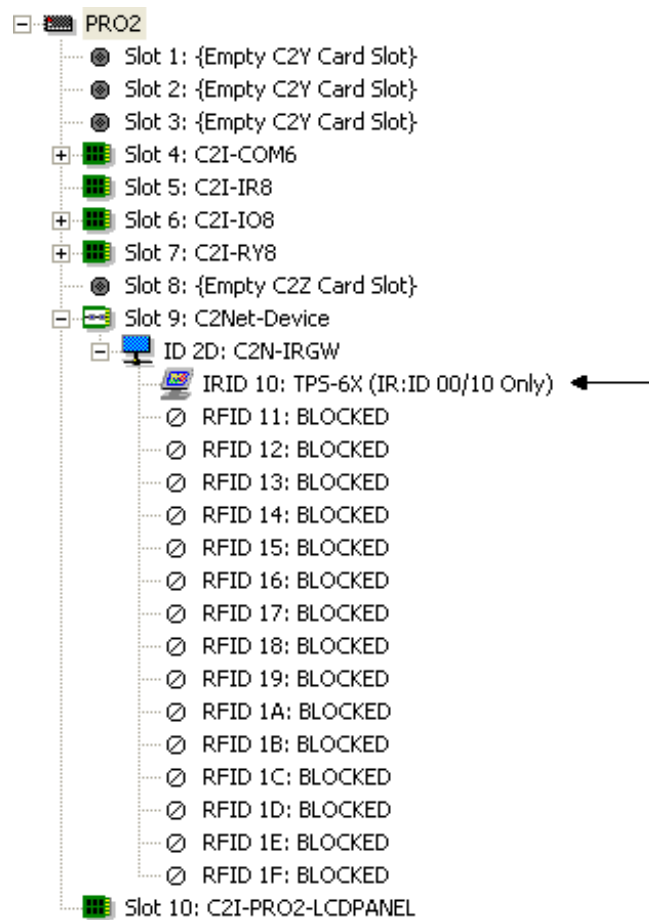 PRO2
Slot 1: {Empty C2Y Card Slot}
Slot 2: {Empty C2Y Card Slot}
Slot 3: {Empty C2Y Card Slot}
Slot 4: C2I-COM6
Slot 5: C2I-IR8
Slot 6: C2I-IO8
Slot 7: C2I-RY8
Slot 8: {Empty C2Z Card Slot}
Slot 9: C2Net-Device
ID 2D: C2N-IRGW
IRID 10: TPS-6X (IR:ID 00/10 Only)
RFID 11: BLOCKED
RFID 12: BLOCKED
RFID 13: BLOCKED
RFID 14: BLOCKED
RFID 15: BLOCKED
RFID 16: BLOCKED
RFID 17: BLOCKED
RFID 18: BLOCKED
RFID 19: BLOCKED
RFID 1A: BLOCKED
RFID 1B: BLOCKED
RFID 1C: BLOCKED
RFID 1D: BLOCKED
RFID 1E: BLOCKED
RFID 1F: BLOCKED
Slot 10: C2I-PRO2-LCDPANEL